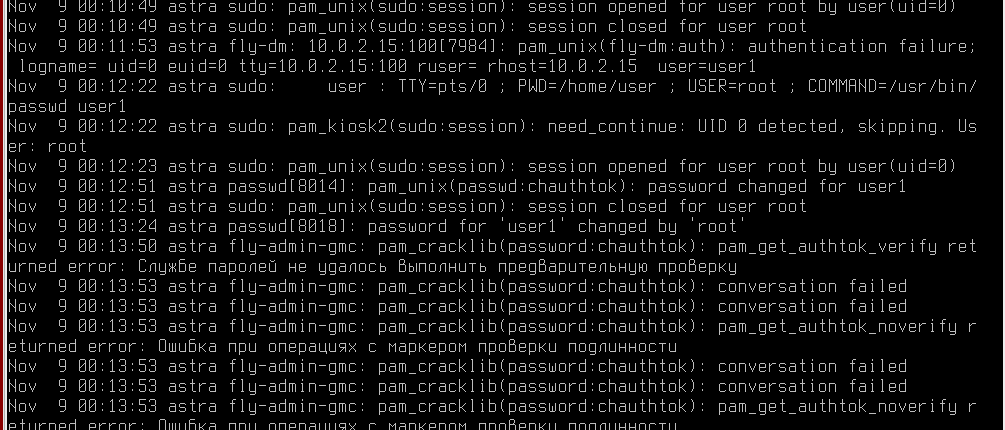 Nov  9 00:10:49 astra sudo: pam_unix(sudo:session): session opened for user root by user(uid=0)
Nov  9 00:10:49 astra sudo: pam_unix(sudo:session): session closed for user root
Nov  9 00:11:53 astra fly-dm: 10.0.2.15:100[7984]: pam_unix(fly-dm:auth): authentication failure;
 logname= uid=0 euid=0 tty=10.0.2.15:100 ruser= rhost=10.0.2.15  user=user1
Nov  9 00:12:22 astra sudo:     user : TTY=pts/0 ; PWD=/home/user ; USER=root ; COMMAND=/usr/bin/
passwd user1
Nov  9 00:12:22 astra sudo: pam_kiosk2(sudo:session): need_continue: UID 0 detected, skipping. Us
er: root
Nov  9 00:12:23 astra sudo: pam_unix(sudo:session): session opened for user root by user(uid=0)
Nov  9 00:12:51 astra passwd[8014]: pam_unix(passwd:chauthtok): password changed for user1
Nov  9 00:12:51 astra sudo: pam_unix(sudo:session): session closed for user root
Nov  9 00:13:24 astra passwd[8018]: password for 'user1' changed by 'root'
Nov  9 00:13:50 astra fly-admin-gmc: pam_cracklib(password:chauthtok): pam_get_authtok_verify ret
urned error: Службе паролей не удалось выполнить предварительную проверку
Nov  9 00:13:53 astra fly-admin-gmc: pam_cracklib(password:chauthtok): conversation failed
Nov  9 00:13:53 astra fly-admin-gmc: pam_cracklib(password:chauthtok): conversation failed
Nov  9 00:13:53 astra fly-admin-gmc: pam_cracklib(password:chauthtok): pam_get_authtok_noverify r
eturned error: Ошибка при операциях с маркером проверки подлинности
Nov  9 00:13:53 astra fly-admin-gmc: pam_cracklib(password:chauthtok): conversation failed
Nov  9 00:13:53 astra fly-admin-gmc: pam_cracklib(password:chauthtok): conversation failed
Nov  9 00:13:53 astra fly-admin-gmc: pam_cracklib(password:chauthtok): pam_get_authtok_noverify r
eturned error: Ошибка при операциях с маркером проверки подлинности